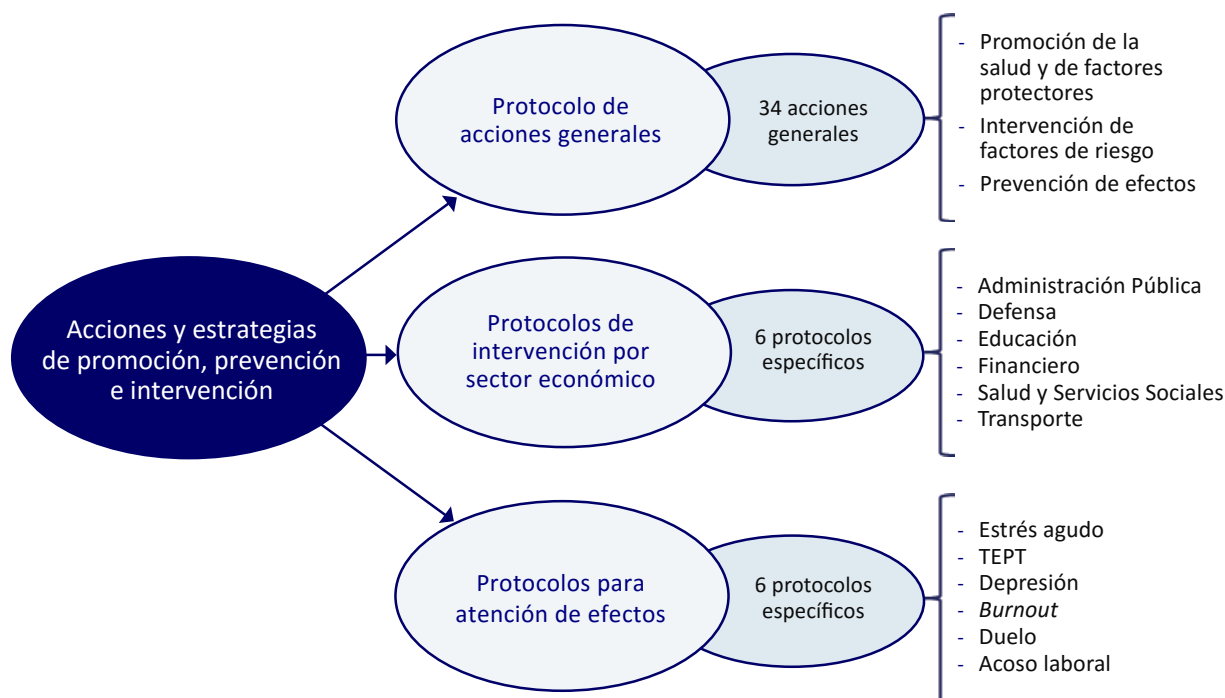 Acciones y estrategias
de promoción, prevención
e intervención
Protocolo de
acciones generales
34 acciones
generales
- Promoción de la
salud y de factores
protectores
- Intervención de
factores de riesgo
- Prevención de efectos
Protocolos de
intervención por
sector económico
6 protocolos
específicos
- Administración Pública
- Defensa
- Educación
- Financiero
- Salud y Servicios Sociales
- Transporte
Protocolos para
atención de efectos
6 protocolos
específicos
- Estrés agudo
- TEPT
- Depresión
- Burnout
- Duelo
- Acoso laboral